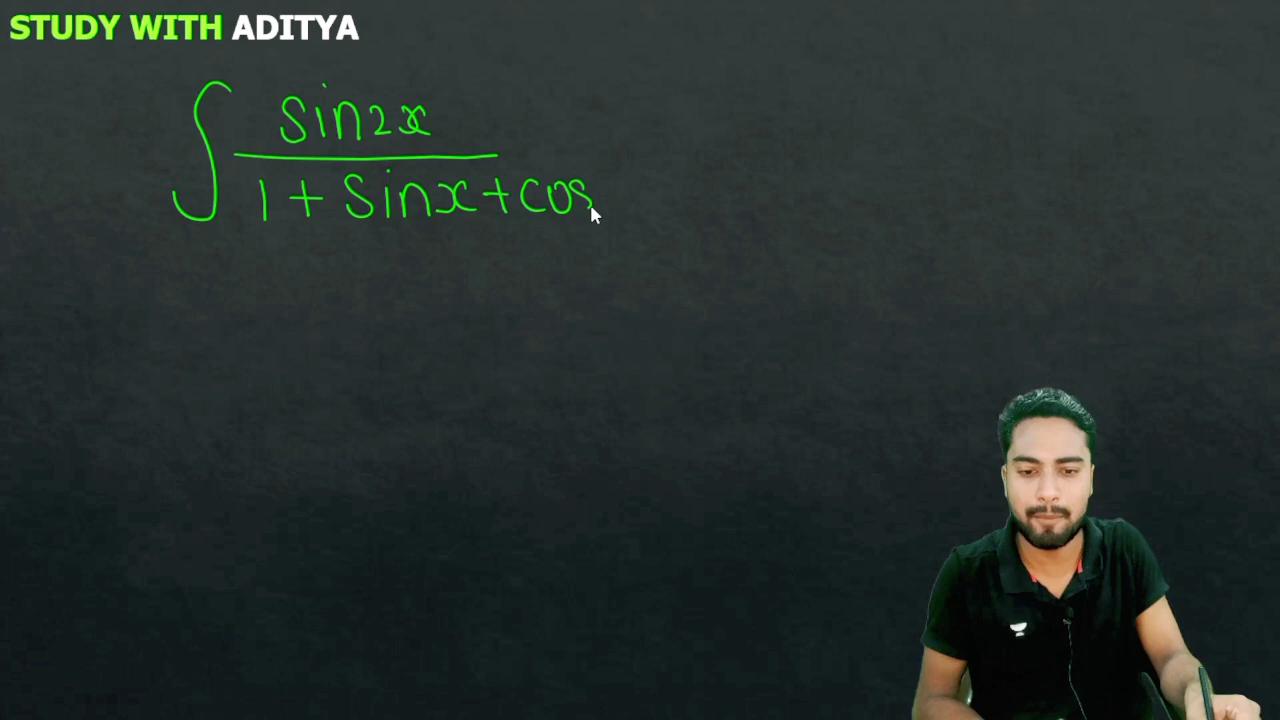 STUDY WITH ADITYA
∫ sin2x
1 + sinx + cos